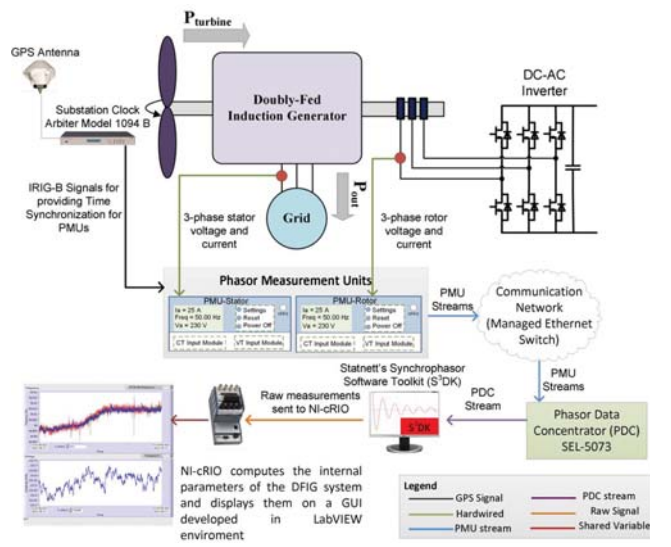 P turbine
GPS Antenna
Substation Clock
Arbiter Model 1094 B
Doubly-Fed
Induction Generator
DC-AC
Inverter
IRIG-B Signals for
providing Time
Synchronization for
PMUs
3-phase stator
voltage and
current
Grid
P out
3-phase rotor
voltage and
current
Phasor Measurement Units
PMU-Stator
Ia = 25 A
Freq = 50.00 Hz
Va = 230 V
Settings
Reset
Power Off
CT Input Module
VT Input Module
PMU-Rotor
Ia = 25 A
Freq = 50.00 Hz
Va = 230 V
Settings
Reset
Power Off
CT Input Module
VT Input Module
PMU
Streams
Communication
Network
(Managed Ethernet
Switch)
PMU
Streams
Statnett's Synchrophasor
Software Toolkit (S³DK)
Raw measurements
sent to NI-cRIO
S³DK
PDC
Stream
Phasor Data
Concentrator (PDC)
SEL-5073
NI-cRIO computes the internal
parameters of the DFIG system
and displays them on a GUI
developed in LabVIEW
enviroment
Legend
GPS Signal
Hardwired
PMU stream
PDC stream
Raw Signal
Shared Variable